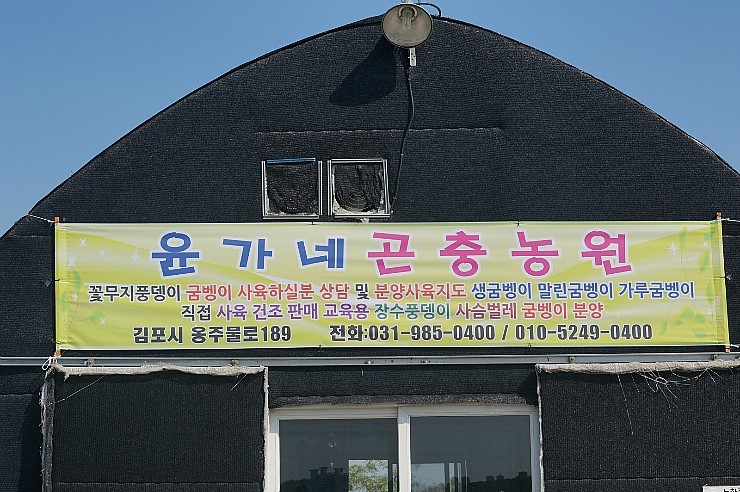 윤가네곤충농원
꽃무지풍뎅이 굼벵이 사육하실분 상담 및 분양사육지도 생굼벵이 말린굼벵이 가루굼벵이
직접 사육 건조 판매 교육용 장수풍뎅이 사슴벌레 굼벵이 분양
김포시 옹주물로189 전화:031-985-0400 / 010-5249-0400